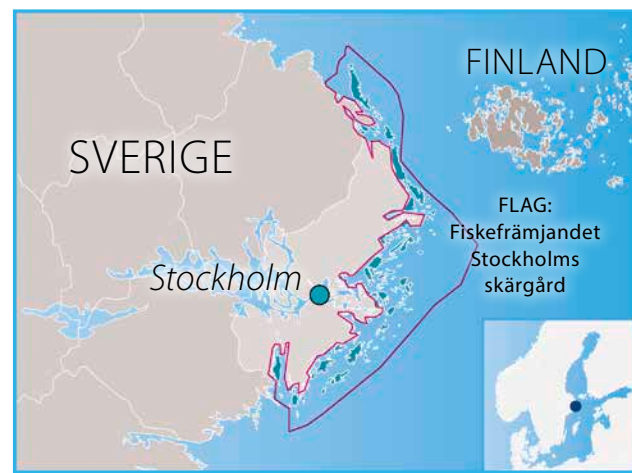 FINLAND
SVERIGE
FLAG:
Fiskefrämjandet
Stockholms
skärgård
Stockholm